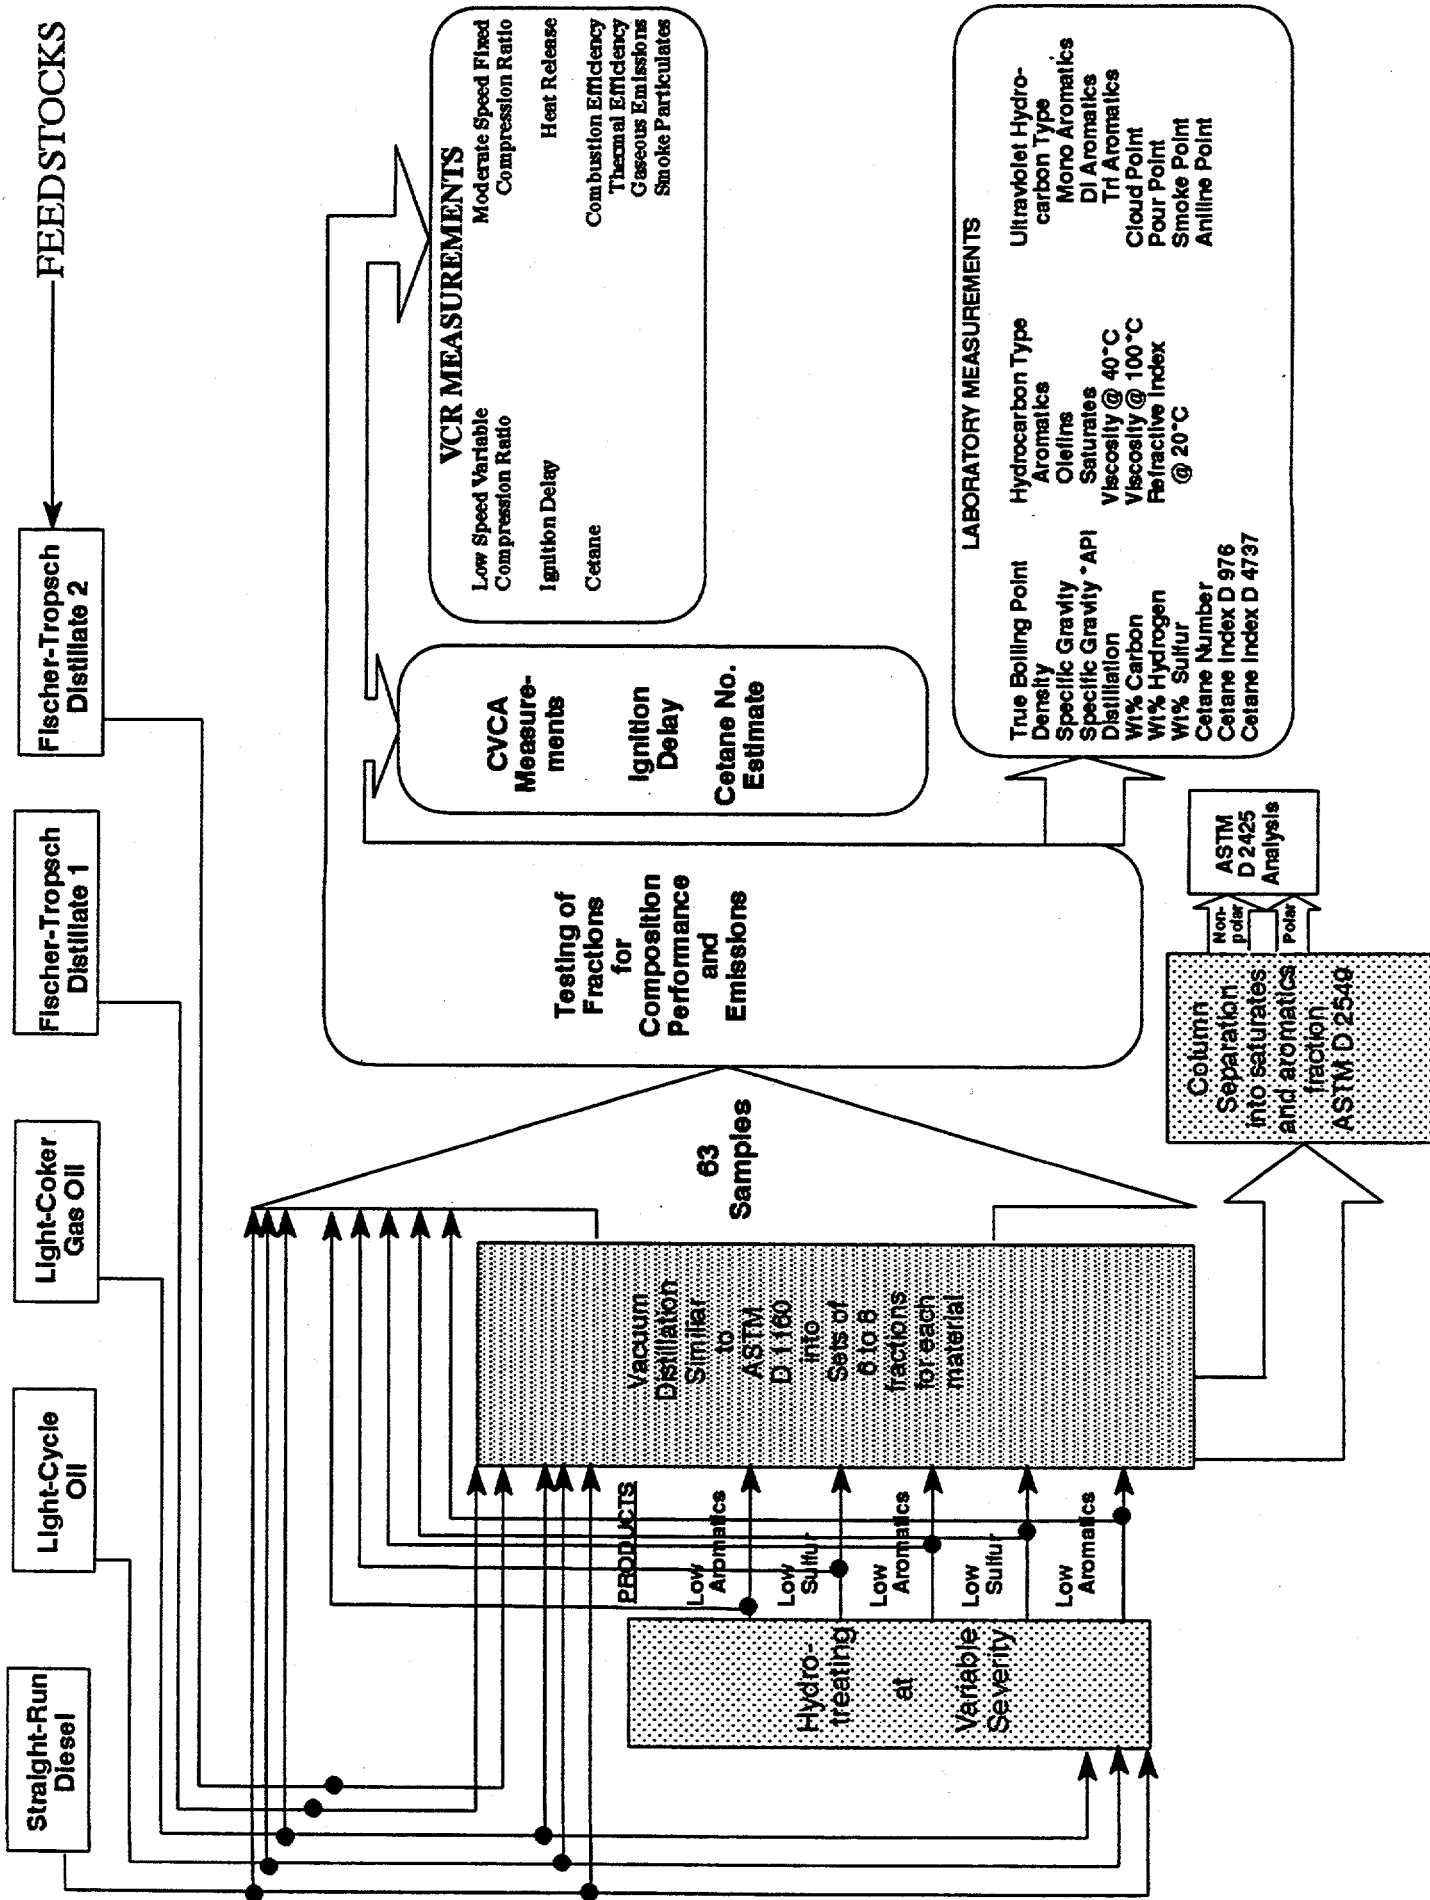 FEEDSTOCKS
Straight-Run
Diesel
Light-Cycle
Oil
Light-Coker
Gas Oil
Fischer-Tropsch
Distillate 1
Fischer-Tropsch
Distillate 2
Hydro-
treating
at
Variable
Severity
PRODUCTS
Low
Aromatics
Low
Sulfur
Low
Aromatics
Low
Sulfur
Low
Aromatics
Vacuum
Distillation
Similiar
to
ASTM
D 1160
into
Sets of
6 to 8
fractions
for each
material
63
Samples
Testing of
Fractions
for
Composition
Performance
and
Emissions
Column
Separation
into saturates
and aromatics
fraction
ASTM D 2549
Non-
polar
Polar
ASTM
D 2425
Analysis
CVCA
Measure-
ments
Ignition
Delay
Cetane No.
Estimate
VCR MEASUREMENTS
Low Speed Variable
Compression Ratio
Ignition Delay
Cetane
Moderate Speed Fixed
Compression Ratio
Heat Release
Combustion Efficiency
Thermal Efficiency
Gaseous Emissions
Smoke Particulates
LABORATORY MEASUREMENTS
True Boiling Point
Density
Specific Gravity
Specific Gravity °API
Distillation
Wt% Carbon
Wt% Hydrogen
Wt% Sulfur
Cetane Number
Cetane Index D 976
Cetane Index D 4737
Hydrocarbon Type
Aromatics
Olefins
Saturates
Viscosity @ 40°C
Viscosity @ 100°C
Refractive Index
@ 20°C
Ultraviolet Hydro-
carbon Type
Mono Aromatics
Di Aromatics
Tri Aromatics
Cloud Point
Pour Point
Smoke Point
Aniline Point